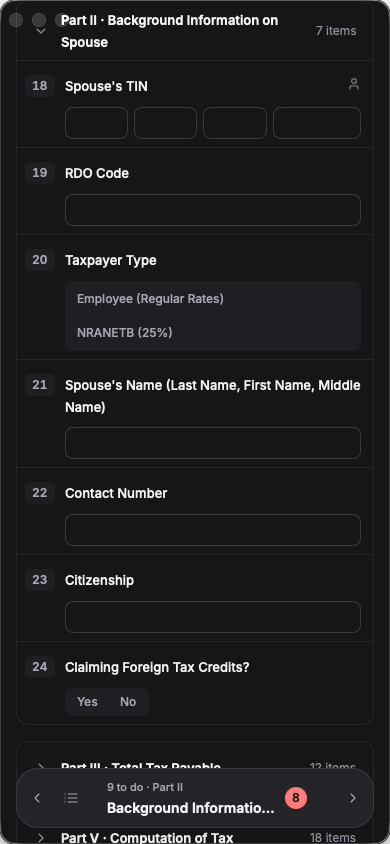 Part II · Background Information on
Spouse
7 items
18
Spouse's TIN
19
RDO Code
20
Taxpayer Type
Employee (Regular Rates)
NRANETB (25%)
21
Spouse's Name (Last Name, First Name, Middle
Name)
22
Contact Number
23
Citizenship
24
Claiming Foreign Tax Credits?
Yes No
Part III · Total Tax Payable
12 items
9 to do · Part II
Background Informatio...
8
Part V · Computation of Tax
18 items